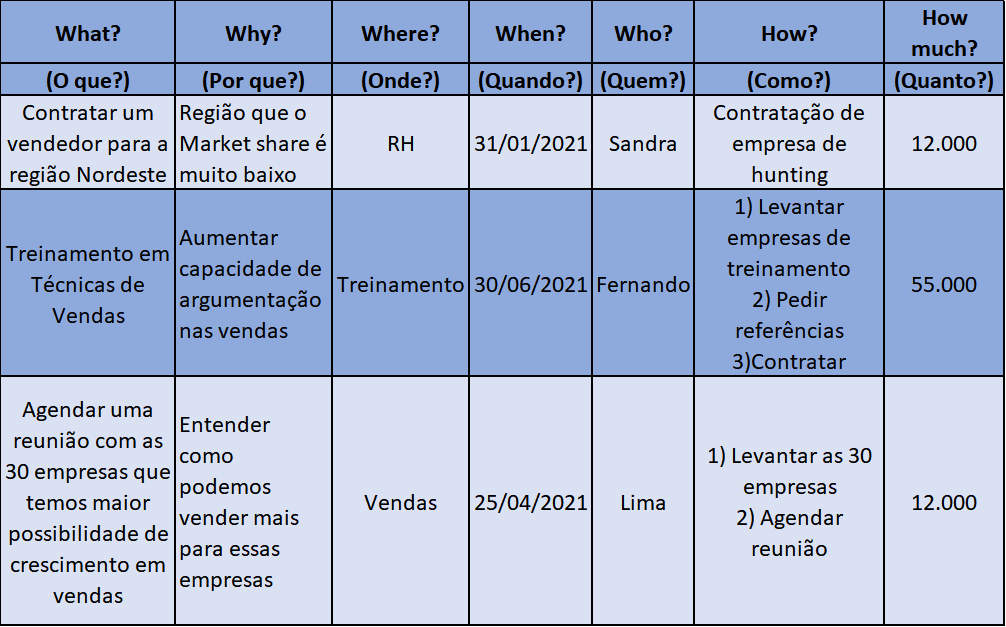 What?
Why?
Where?
When?
Who?
How?
How
much?
(O que?)
(Por que?)
(Onde?)
(Quando?)
(Quem?)
(Como?)
(Quanto?)
Contratar um
vendedor para a
região Nordeste
Região que o
Market share é
muito baixo
RH
31/01/2021
Sandra
Contratação de
empresa de
hunting
12.000
Treinamento em
Técnicas de
Vendas
Aumentar
capacidade de
argumentação
nas vendas
Treinamento
30/06/2021
Fernando
1) Levantar
empresas de
treinamento
2) Pedir
referências
3)Contratar
55.000
Agendar uma
reunião com as
30 empresas que
temos maior
possibilidade de
crescimento em
vendas
Entender
como
podemos
vender mais
para essas
empresas
Vendas
25/04/2021
Lima
1) Levantar as 30
empresas
2) Agendar
reunião
12.000